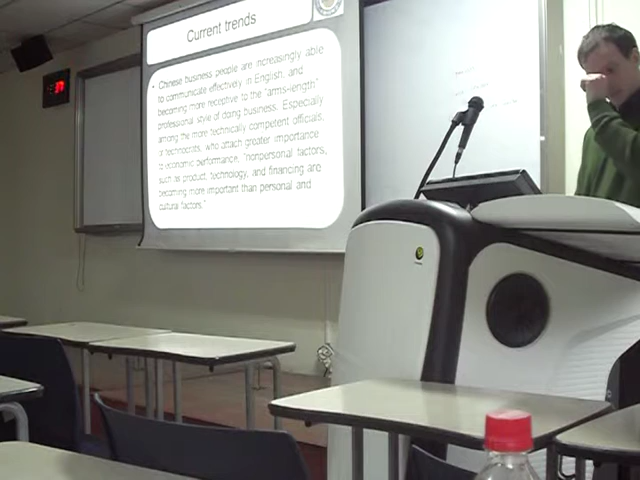 Current trends
• Chinese business people are increasingly able
to communicate effectively in English, and
becoming more receptive to the "arms-length"
professional style of doing business. Especially
among the more technically competent officials,
or technocrats, who attach greater importance
to economic performance, "nonpersonal factors,
such as product, technology, and financing are
becoming more important than personal and
cultural factors."